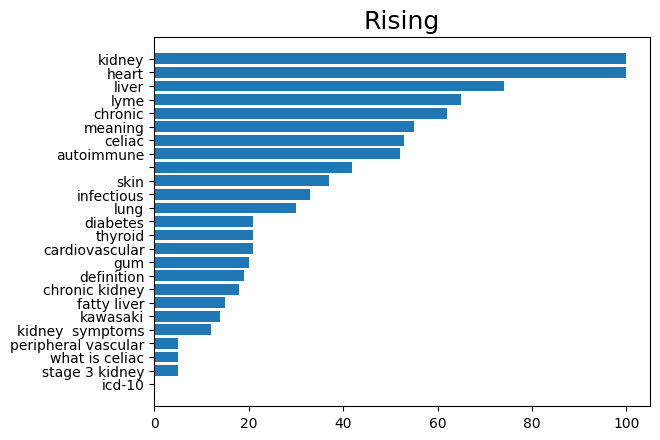 Rising
kidney
heart
liver
lyme
chronic
meaning
celiac
autoimmune
skin
infectious
lung
diabetes
thyroid
cardiovascular
gum
definition
chronic kidney
fatty liver
kawasaki
kidney  symptoms
peripheral vascular
what is celiac
stage 3 kidney
icd-10
0 20 40 60 80 100